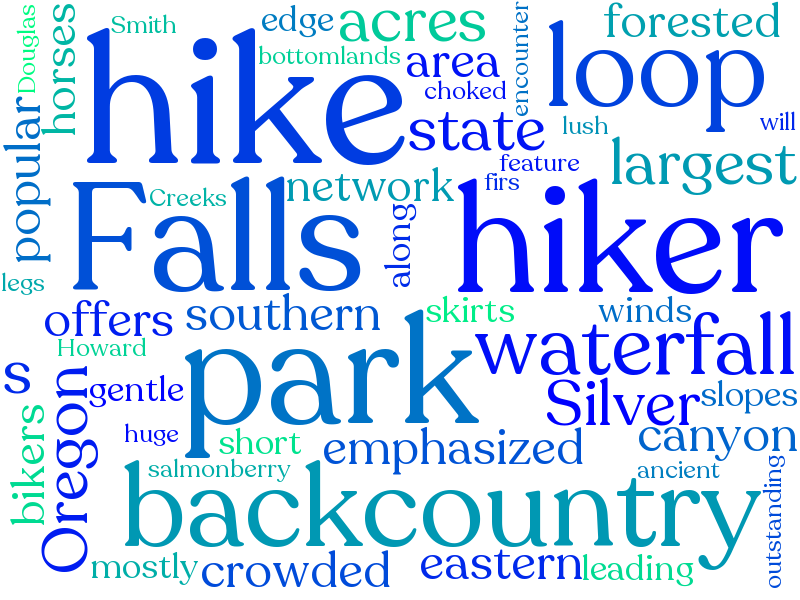 Douglas
horses
Smith
edge
acres
encounter
forested
hike
bottomlands
area
choked
loop
popular
state
lush
will
feature
largest
firs
Falls
Creeks
network
along
hiker
legs
offers
southern
skirts
winds
waterfall
Howard
park
s
gentle
Oregon
Silver
slopes
bikers
huge
short
emphasized
canyon
salmonberry
backcountry
ancient
outstanding
mostly
crowded
eastern
leading